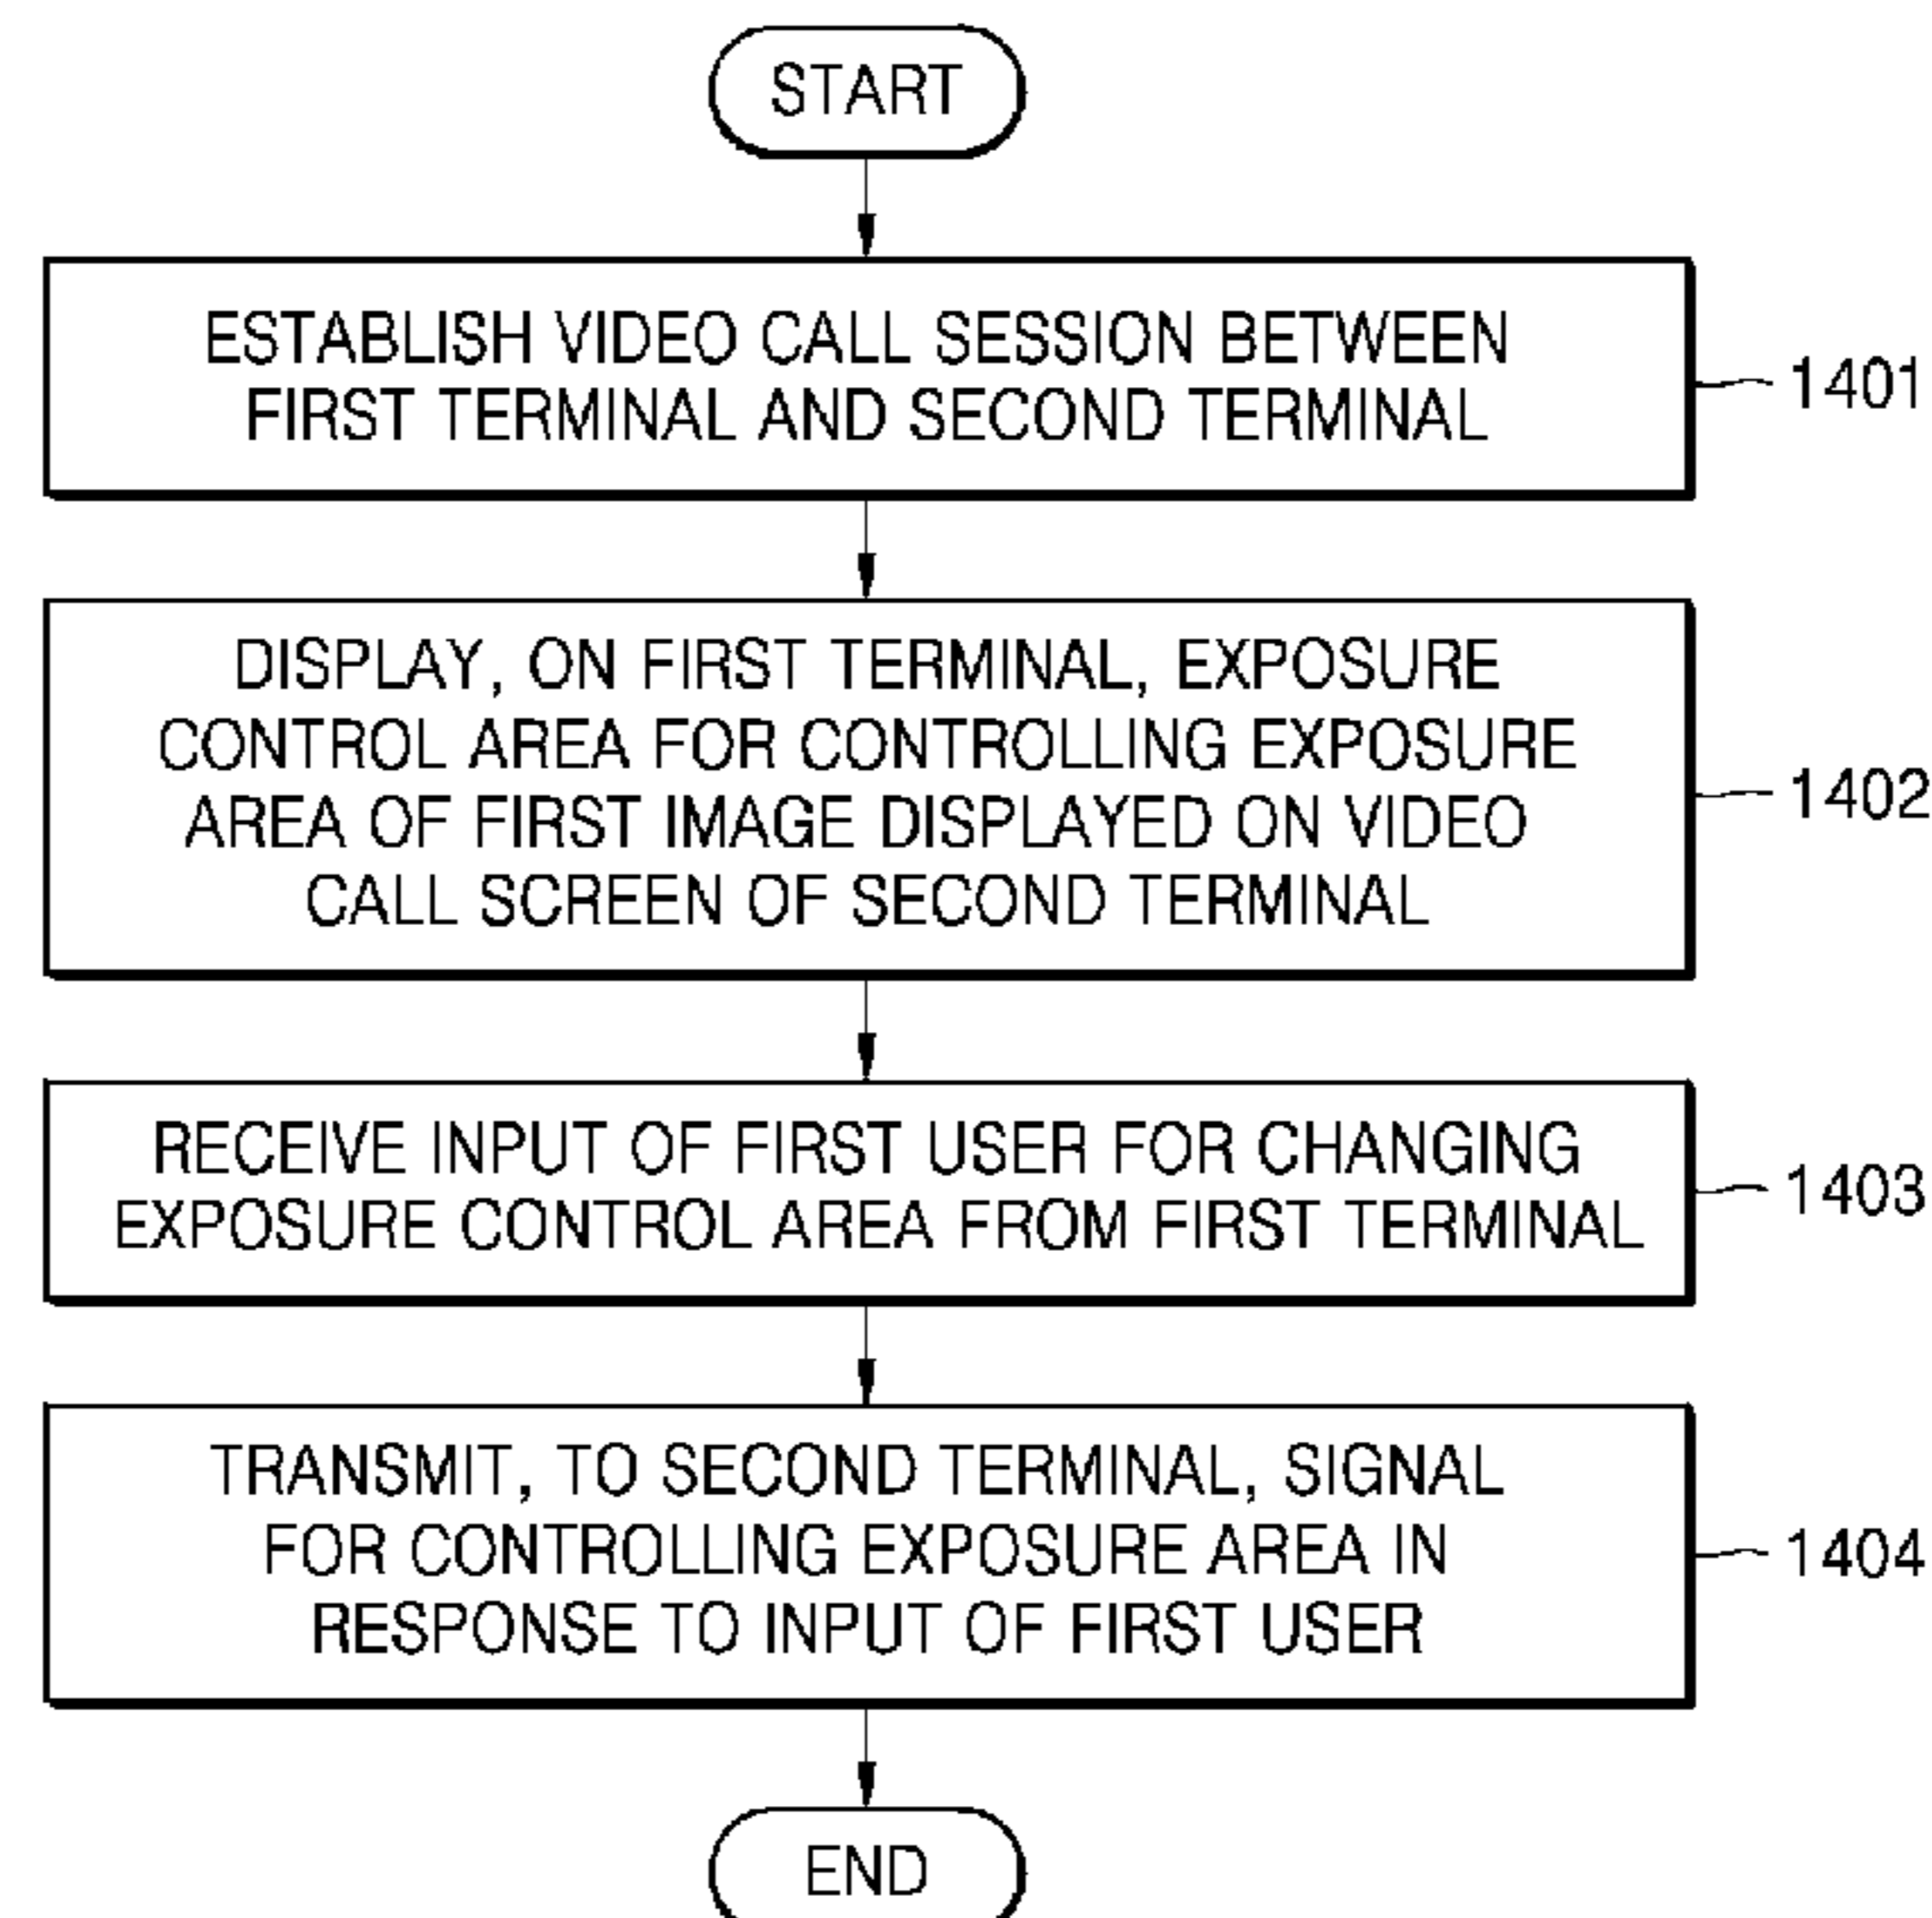 START
ESTABLISH VIDEO CALL SESSION BETWEEN
FIRST TERMINAL AND SECOND TERMINAL
1401
DISPLAY, ON FIRST TERMINAL, EXPOSURE
CONTROL AREA FOR CONTROLLING EXPOSURE
AREA OF FIRST IMAGE DISPLAYED ON VIDEO
CALL SCREEN OF SECOND TERMINAL
1402
RECEIVE INPUT OF FIRST USER FOR CHANGING
EXPOSURE CONTROL AREA FROM FIRST TERMINAL
1403
TRANSMIT, TO SECOND TERMINAL, SIGNAL
FOR CONTROLLING EXPOSURE AREA IN
RESPONSE TO INPUT OF FIRST USER
1404
END